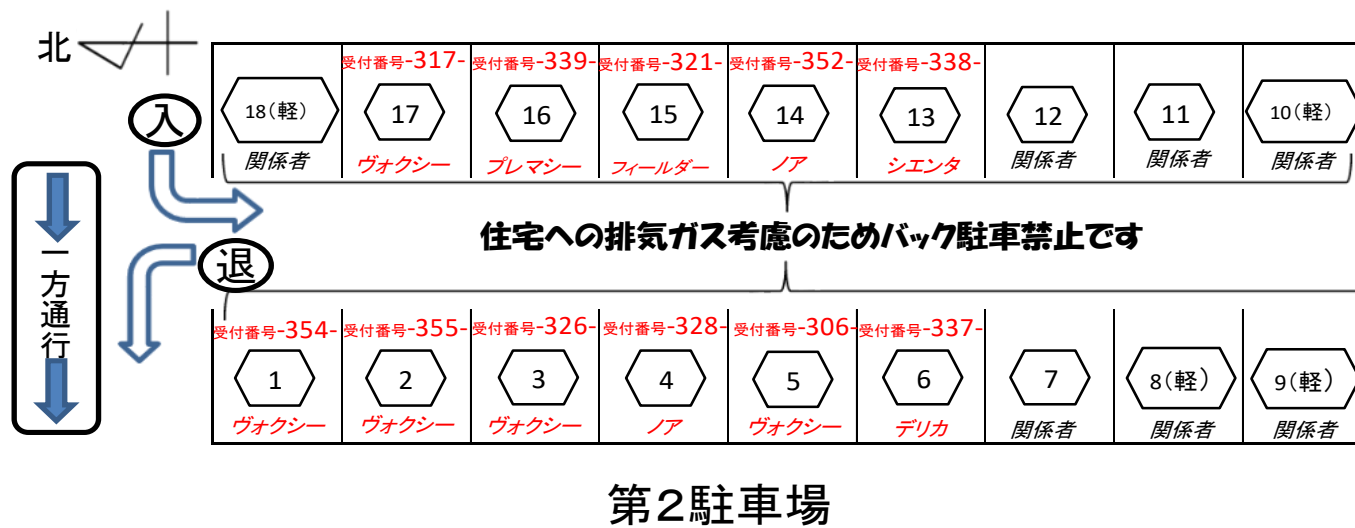 北
受付番号-317- 受付番号-339- 受付番号-321- 受付番号-352- 受付番号-338-
入
18（軽） 17 16 15 14 13 12 11 10（軽）
関係者 ヴォクシー プレマシー フィールダー ノア シエンタ 関係者 関係者 関係者
住宅への排気ガス考慮のためバック駐車禁止です
退
一方通行
受付番号-354- 受付番号-355- 受付番号-326- 受付番号-328- 受付番号-306- 受付番号-337-
1 2 3 4 5 6 7 8（軽） 9（軽）
ヴォクシー ヴォクシー ヴォクシー ノア ヴォクシー デリカ 関係者 関係者 関係者
第２駐車場